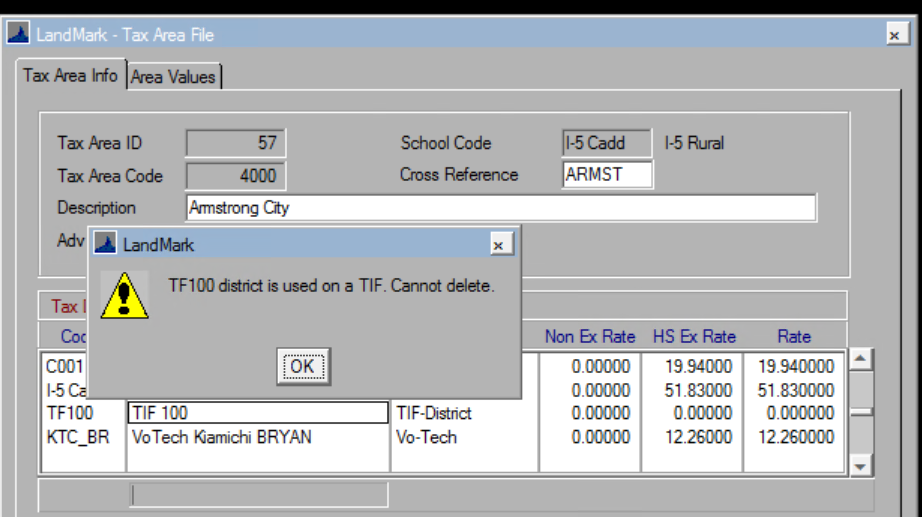 LandMark - Tax Area File
Tax Area Info Area Values
Tax Area ID 57 School Code I-5 Cadd I-5 Rural
Tax Area Code 4000 Cross Reference ARMST
Description Armstrong City
Adv
LandMark
TF100 district is used on a TIF. Cannot delete.
OK
Tax
Non Ex Rate HS Ex Rate Rate
C001 0.00000 19.94000 19.940000
I-5 Ca 0.00000 51.83000 51.830000
TF100 TIF 100 TIF-District 0.00000 0.00000 0.000000
KTC_BR VoTech Kiamichi BRYAN Vo-Tech 0.00000 12.26000 12.260000